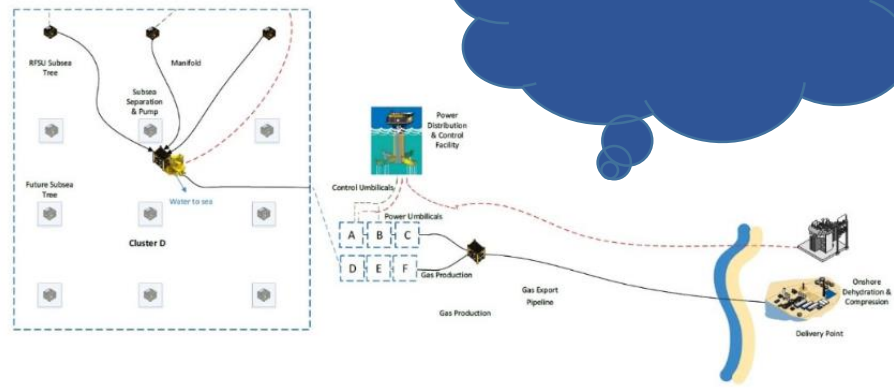 RFSU Subsea
Tree
Manifold
Subsea
Separation
& Pump
Future Subsea
Tree
Water to sea
Cluster D
Power
Distribution
& Control
Facility
Control Umbilicals
Power Umbilicals
A B C
D E F
Gas Production
Gas Production
Gas Export
Pipeline
Onshore
Dehydration &
Compression
Delivery Point